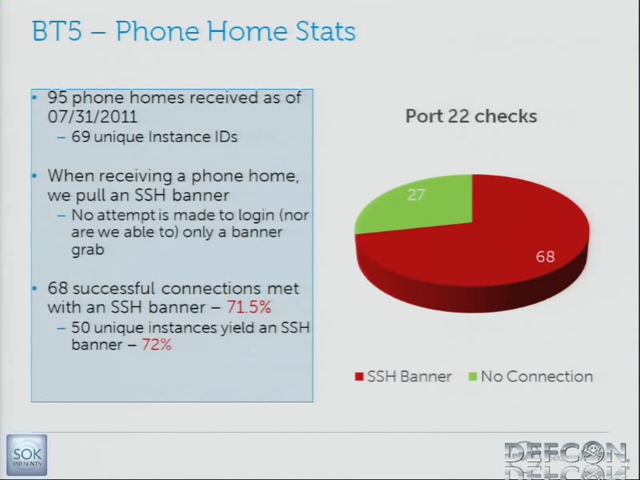 BT5 – Phone Home Stats
• 95 phone homes received as of
07/31/2011
– 69 unique Instance IDs
• When receiving a phone home,
we pull an SSH banner
– No attempt is made to login (nor
are we able to) only a banner
grab
• 68 successful connections met
with an SSH banner – 71.5%
– 50 unique instances yield an SSH
banner – 72%
Port 22 checks
27
68
SSH Banner
No Connection
SOK
PRESENTS
DEFCON